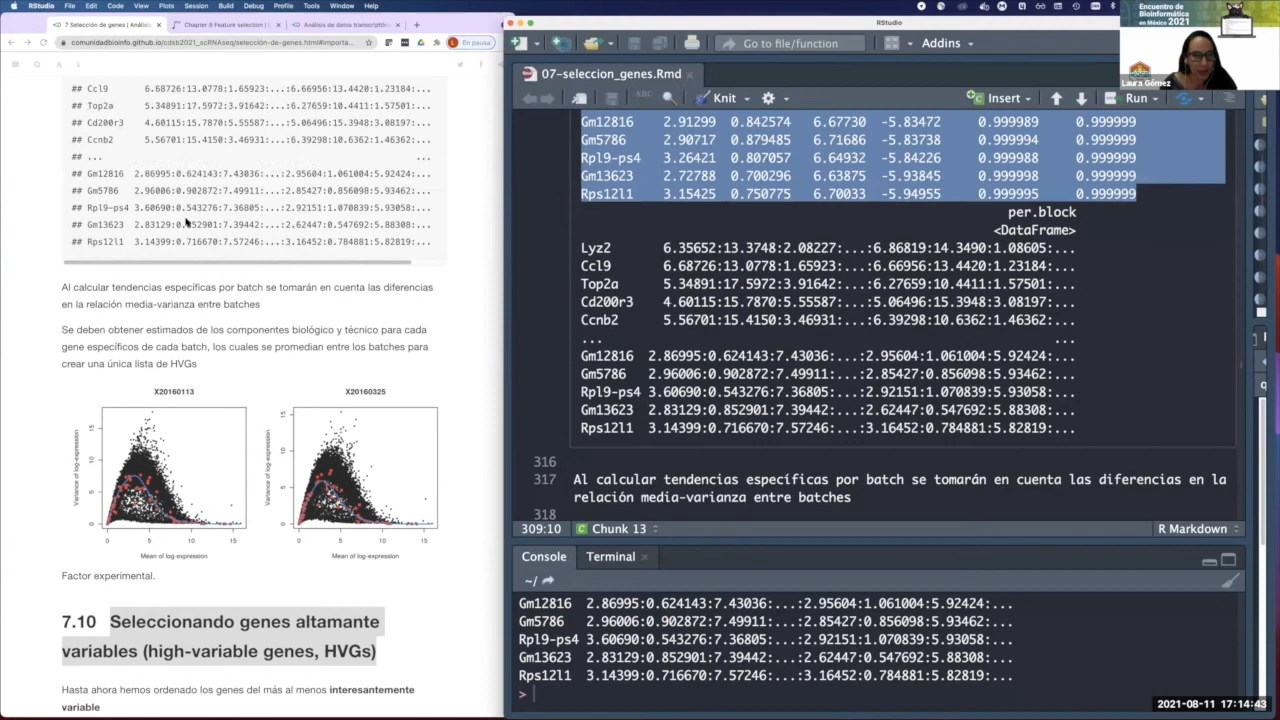 RStudio File Edit Code View Plots Session Build Debug Profile Tools Window Help
7 Selección de genes | Análisis
Chapter 8 Feature selection |
Análisis de datos transcriptóm
comunidadbioinfo.github.io/cdsb2021_scRNAseq/selección-de-genes.html#importa...
En pausa
## Ccl9 6.68726:13.0778:1.65923:...:6.66956:13.4420:1.23184:...
## Top2a 5.34891:17.5972:3.91642:...:6.27659:10.4411:1.57501:...
## Cd200r3 4.60115:15.7870:5.55587:...:5.06496:15.3948:3.08197:...
## Ccnb2 5.56701:15.4150:3.46931:...:6.39298:10.6362:1.46362:...
## ... ...
## Gm12816 2.86995:0.624143:7.43036:...:2.95604:1.061004:5.92424:...
## Gm5786 2.96006:0.902872:7.49911:...:2.85427:0.856098:5.93462:...
## Rpl9-ps4 3.60690:0.543276:7.36805:...:2.92151:1.070839:5.93058:...
## Gm13623 2.83129:0.852901:7.39442:...:2.62447:0.547692:5.88308:...
## Rps12l1 3.14399:0.716670:7.57246:...:3.16452:0.784881:5.82819:...
Al calcular tendencias específicas por batch se tomarán en cuenta las diferencias
en la relación media-varianza entre batches
Se deben obtener estimados de los componentes biológico y técnico para cada
gene específicos de cada batch, los cuales se promedian entre los batches para
crear una única lista de HVGs
X20160113 X20160325
Variance of log-expression
0 5 10 15
0 5 10 15
Mean of log-expression
Variance of log-expression
0 5 10 15
0 5 10 15
Mean of log-expression
Factor experimental.
7.10 Seleccionando genes altamante
variables (high-variable genes, HVGs)
Hasta ahora hemos ordenado los genes del más al menos interesantemente
variable
RStudio
Go to file/function
Addins
07-seleccion_genes.Rmd
ABC
Knit
Insert
Run
Gm12816 2.91299 0.842574 6.67730 -5.83472 0.999989 0.999999
Gm5786 2.90717 0.879485 6.71686 -5.83738 0.999994 0.999999
Rpl9-ps4 3.26421 0.807057 6.64932 -5.84226 0.999988 0.999999
Gm13623 2.72788 0.700296 6.63875 -5.93845 0.999998 0.999999
Rps12l1 3.15425 0.750775 6.70033 -5.94955 0.999995 0.999999
per.block
<DataFrame>
Lyz2 6.35652:13.3748:2.08227:...:6.86819:14.3490:1.08605:...
Ccl9 6.68726:13.0778:1.65923:...:6.66956:13.4420:1.23184:...
Top2a 5.34891:17.5972:3.91642:...:6.27659:10.4411:1.57501:...
Cd200r3 4.60115:15.7870:5.55587:...:5.06496:15.3948:3.08197:...
Ccnb2 5.56701:15.4150:3.46931:...:6.39298:10.6362:1.46362:...
... ...
Gm12816 2.86995:0.624143:7.43036:...:2.95604:1.061004:5.92424:...
Gm5786 2.96006:0.902872:7.49911:...:2.85427:0.856098:5.93462:...
Rpl9-ps4 3.60690:0.543276:7.36805:...:2.92151:1.070839:5.93058:...
Gm13623 2.83129:0.852901:7.39442:...:2.62447:0.547692:5.88308:...
Rps12l1 3.14399:0.716670:7.57246:...:3.16452:0.784881:5.82819:...
316
317 Al calcular tendencias específicas por batch se tomarán en cuenta las diferencias en la
relación media-varianza entre batches
318
309:10 Chunk 13 R Markdown
Console Terminal
~/
Gm12816 2.86995:0.624143:7.43036:...:2.95604:1.061004:5.92424:...
Gm5786 2.96006:0.902872:7.49911:...:2.85427:0.856098:5.93462:...
Rpl9-ps4 3.60690:0.543276:7.36805:...:2.92151:1.070839:5.93058:...
Gm13623 2.83129:0.852901:7.39442:...:2.62447:0.547692:5.88308:...
Rps12l1 3.14399:0.716670:7.57246:...:3.16452:0.784881:5.82819:...
>
Encuentro de
Bioinformática
en México 2021
Laura Gómez
2021-08-11 17:14:43